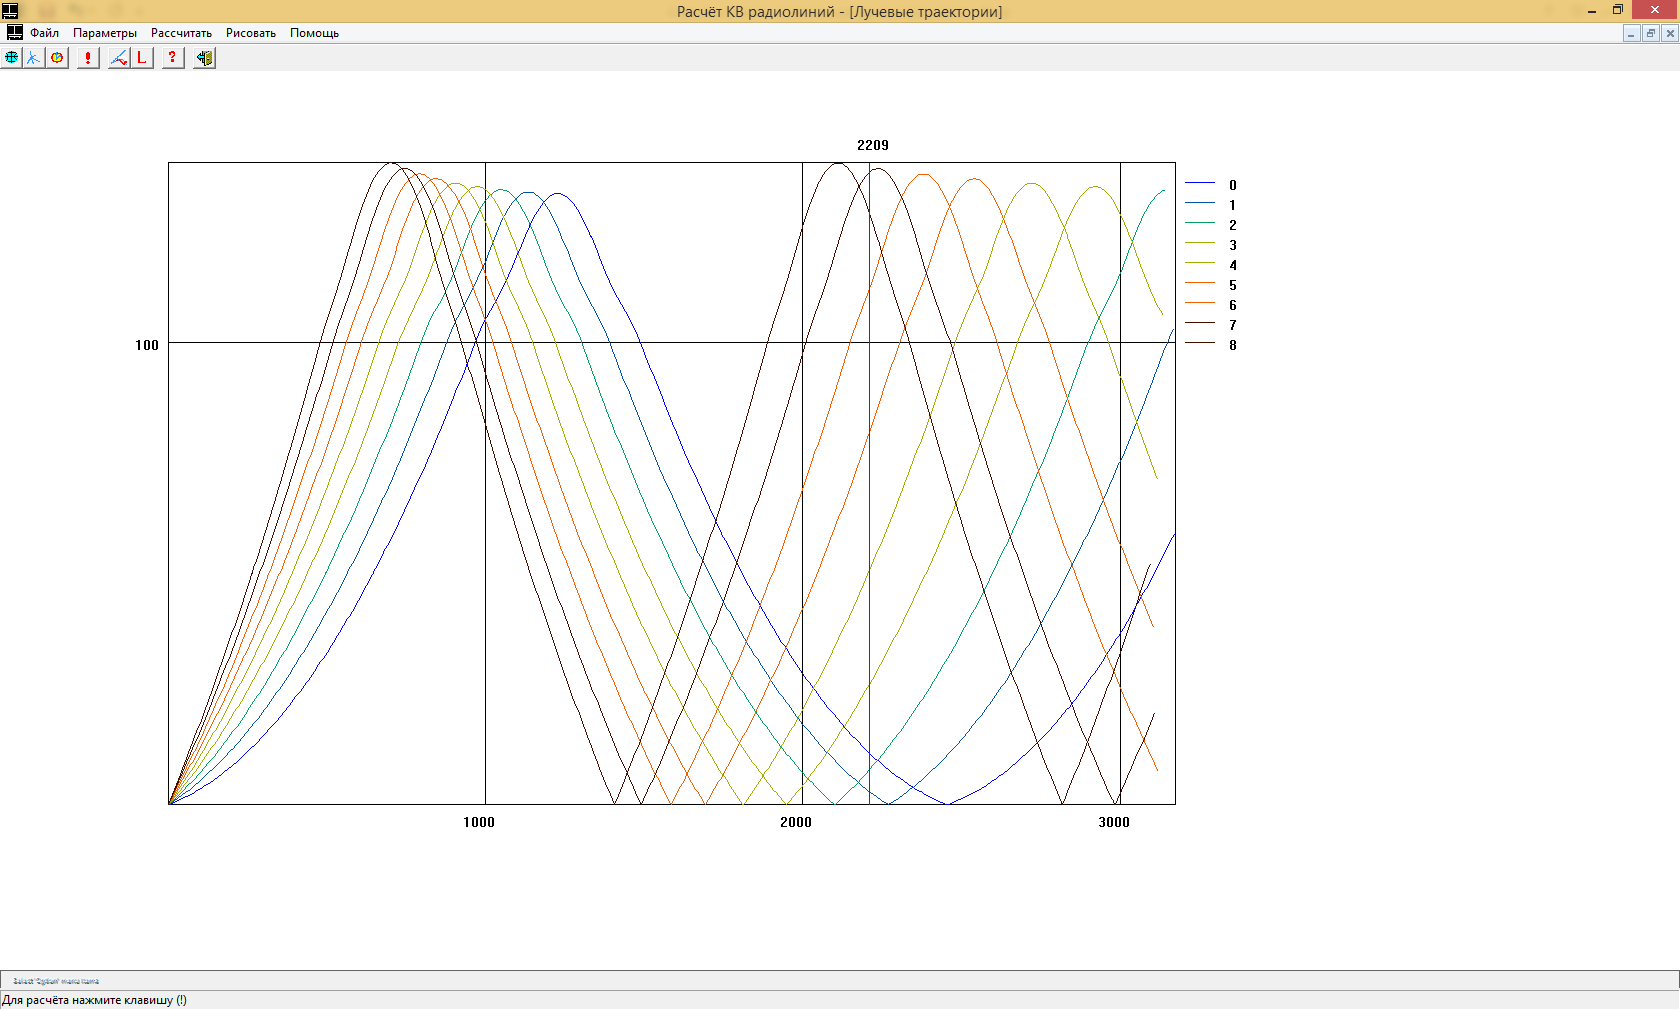 Расчёт КВ радиолиний - [Лучевые траектории]
Файл Параметры Рассчитать Рисовать Помощь
L ! ?
2209
0
1
2
3
4
5
6
7
8
100
1000 2000 3000
Для расчёта нажмите клавишу (!)